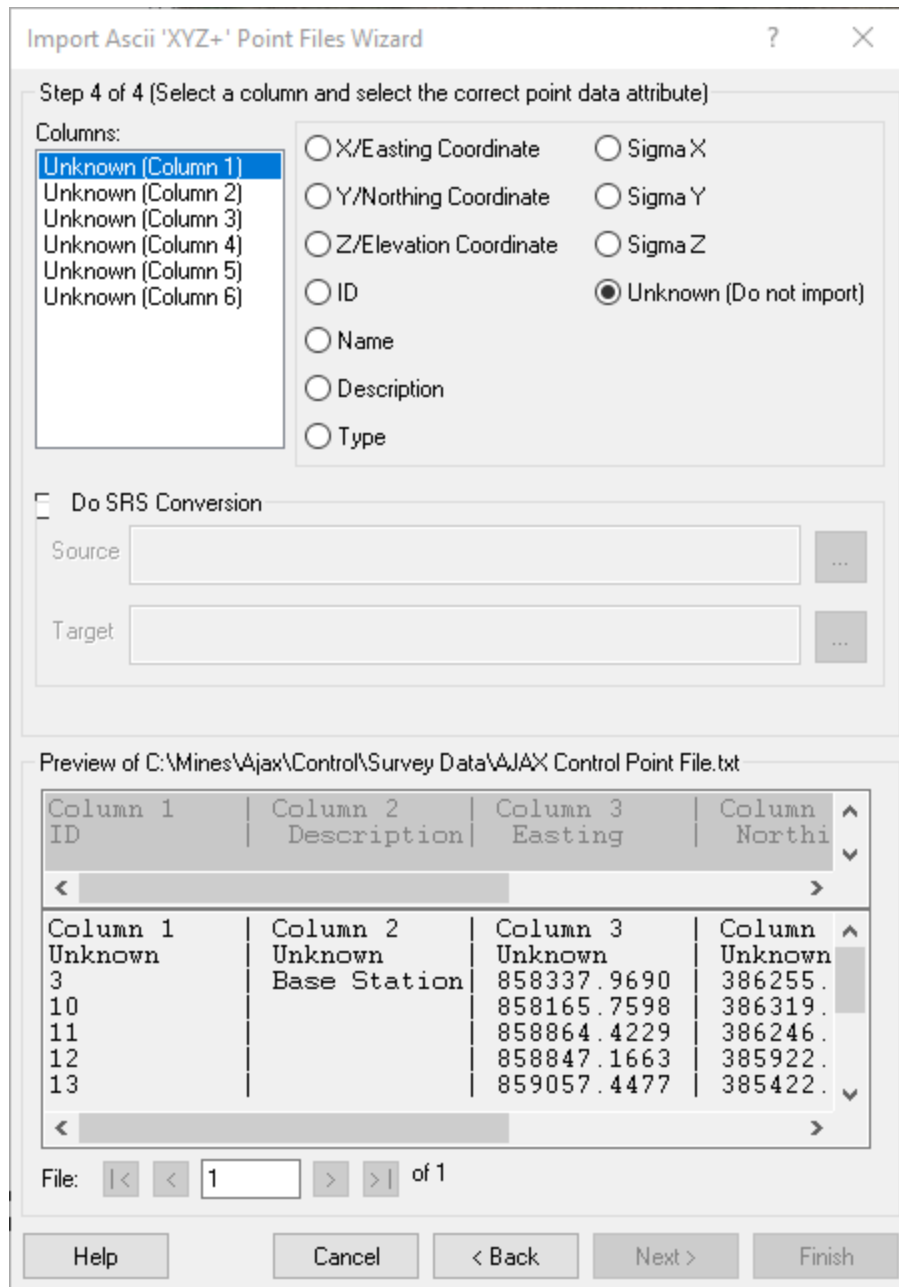 Import Ascii 'XYZ+' Point Files Wizard ?
Step 4 of 4 (Select a column and select the correct point data attribute)
Columns:
Unknown (Column 1)
Unknown (Column 2)
Unknown (Column 3)
Unknown (Column 4)
Unknown (Column 5)
Unknown (Column 6)
X/Easting Coordinate
Y/Northing Coordinate
Z/Elevation Coordinate
ID
Name
Description
Type
Sigma X
Sigma Y
Sigma Z
Unknown (Do not import)
Do SRS Conversion
Source ...
Target ...
Preview of C:\Mines\Ajax\Control\Survey Data\AJAX Control Point File.txt
Column 1 | Column 2 | Column 3 | Column
ID | Description| Easting | Northi
Column 1 | Column 2 | Column 3 | Column
Unknown | Unknown | Unknown | Unknown
3 | Base Station| 858337.9690 | 386255.
10 | | 858165.7598 | 386319.
11 | | 858864.4229 | 386246.
12 | | 858847.1663 | 385922.
13 | | 859057.4477 | 385422.
File: |< < 1 > >| of 1
Help Cancel < Back Next > Finish